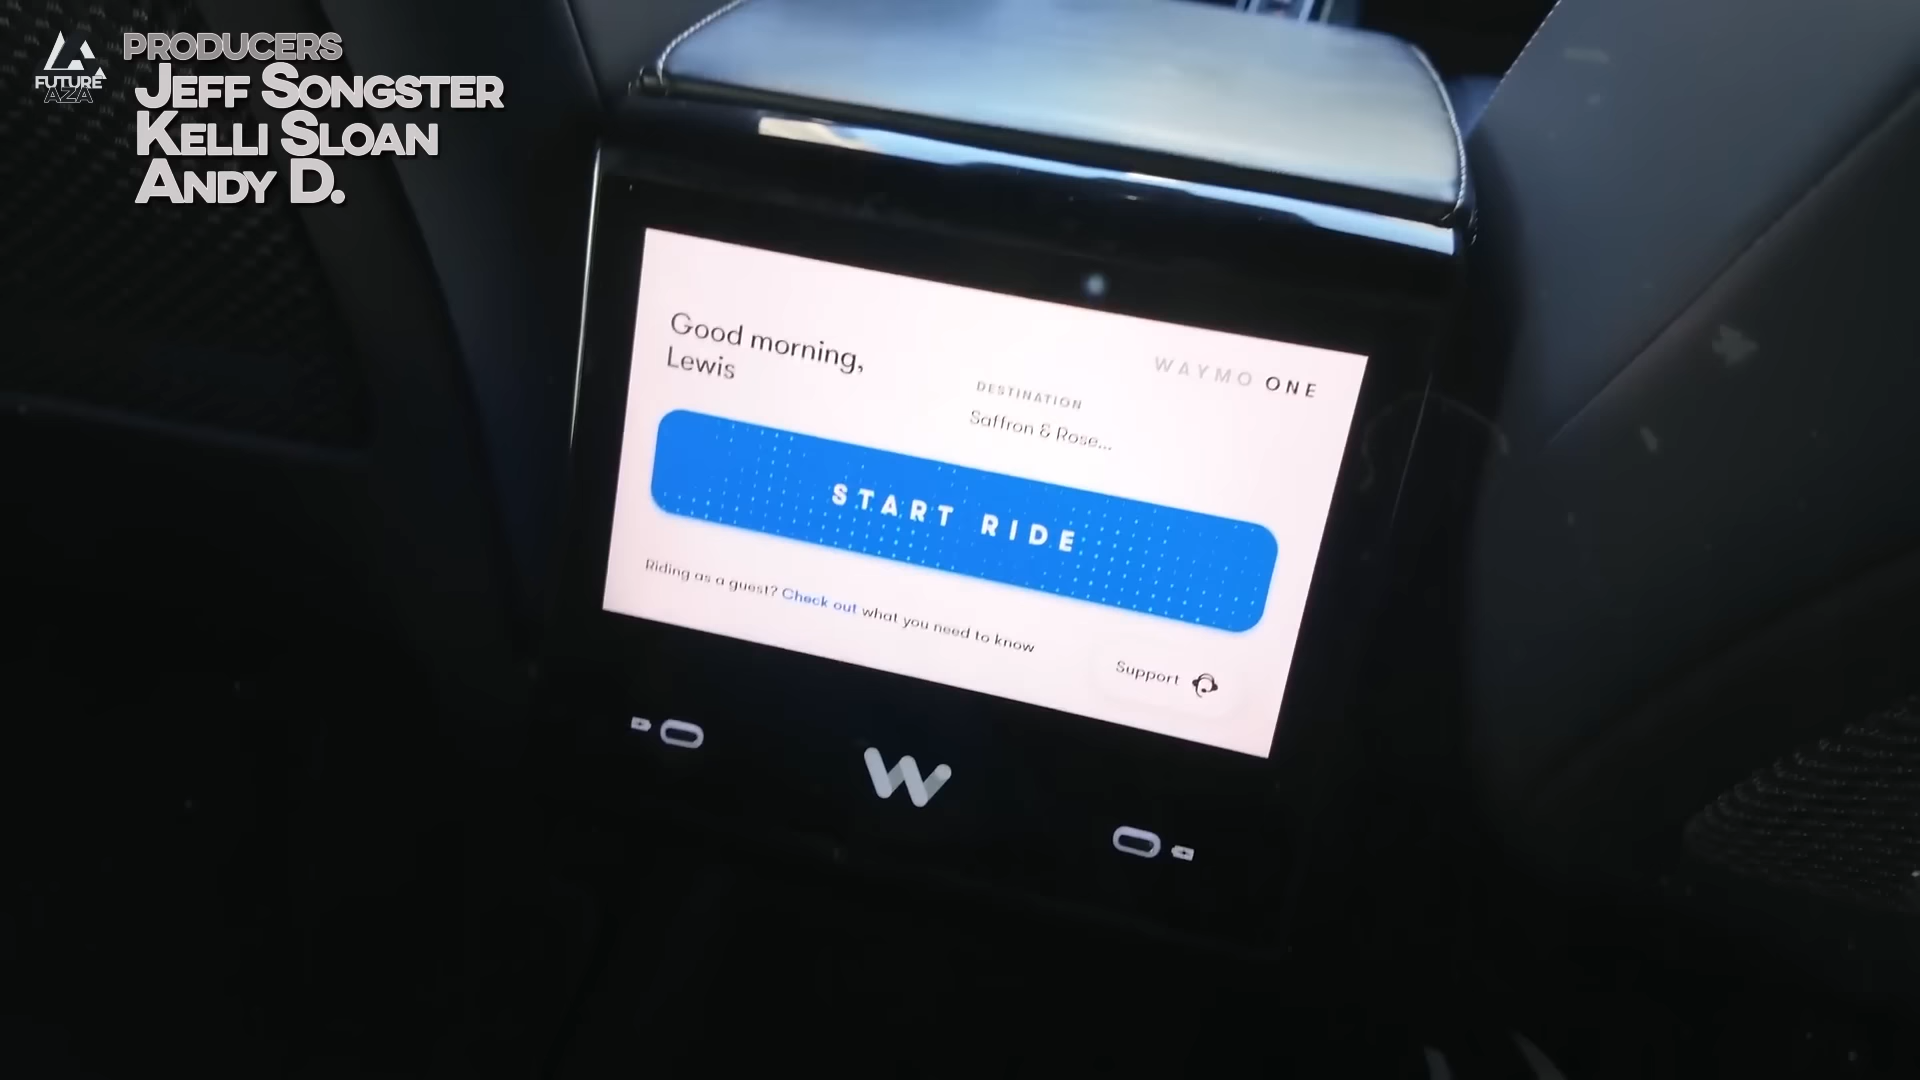 PRODUCERS
FUTURE
AZA
JEFF SONGSTER
KELLI SLOAN
ANDY D.
Good morning,
Lewis
WAYMO ONE
DESTINATION
Saffron & Rose...
START RIDE
Riding as a guest? Check out what you need to know
Support